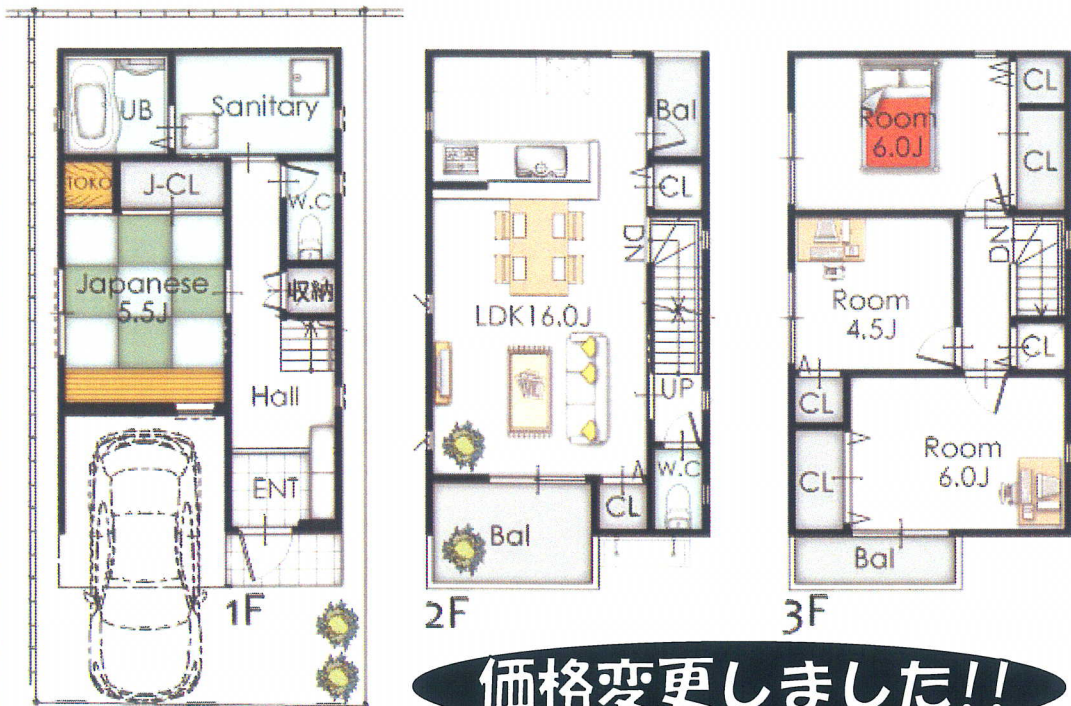 UB
Sanitary
TOKO
J-CL
W.C
Japanese
5.5J
収納
Hall
ENT
1F
Bal
CL
DN
LDK16.0J
UP
W.C
CL
Bal
2F
Room
6.0J
CL
CL
DN
Room
4.5J
CL
CL
CL
Room
6.0J
Bal
3F
価格変更しました!!